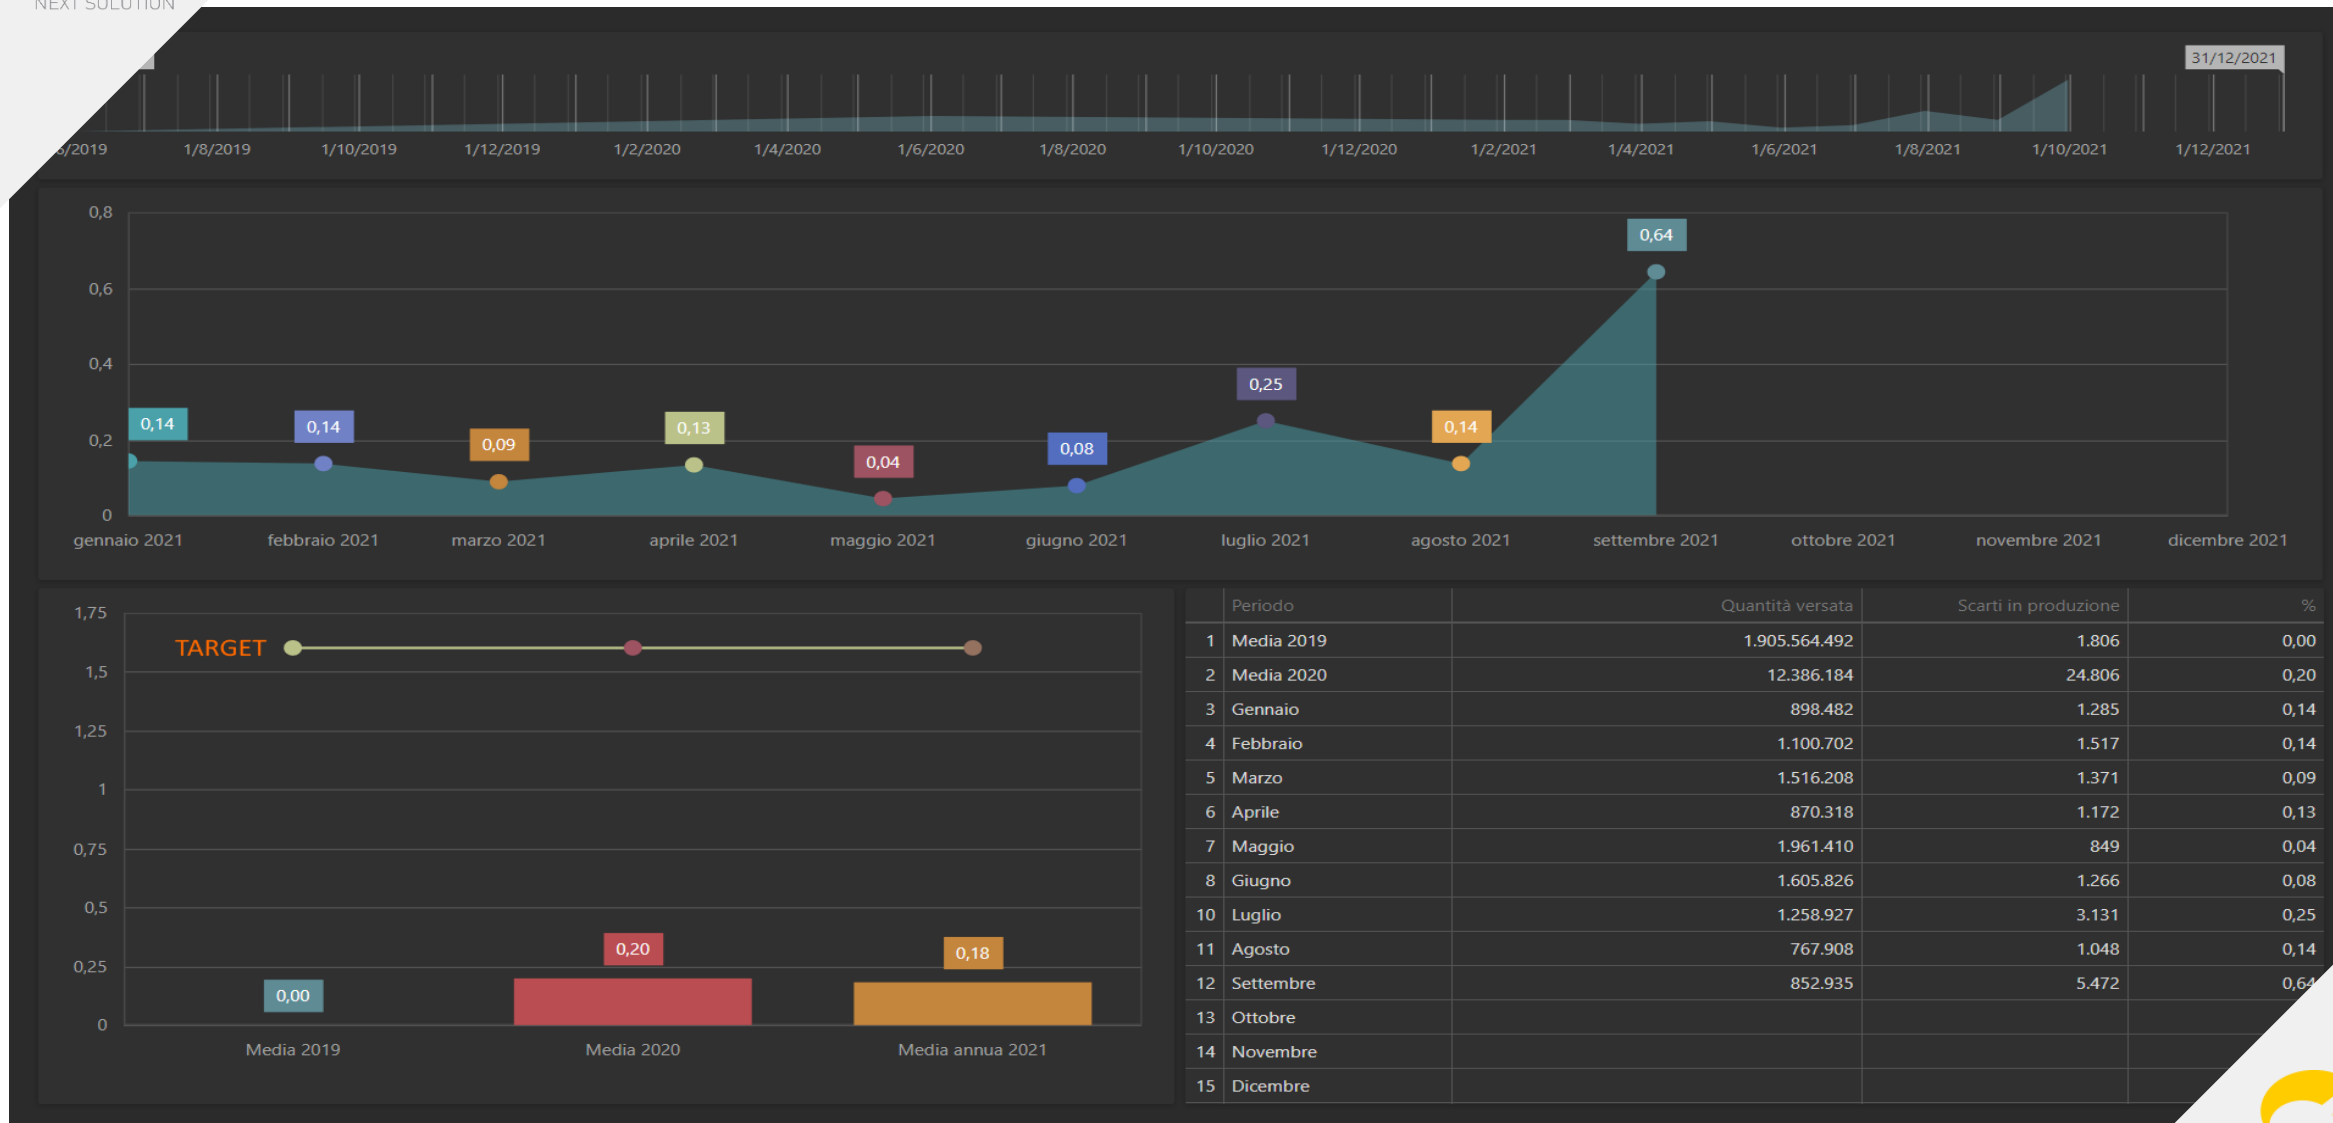 NEXT SOLUTION
31/12/2021
/2019 1/8/2019 1/10/2019 1/12/2019 1/2/2020 1/4/2020 1/6/2020 1/8/2020 1/10/2020 1/12/2020 1/2/2021 1/4/2021 1/6/2021 1/8/2021 1/10/2021 1/12/2021
0,8
0,64
0,6
0,4
0,25
0,14 0,14 0,09 0,13 0,04 0,08 0,14
0,2
0
gennaio 2021 febbraio 2021 marzo 2021 aprile 2021 maggio 2021 giugno 2021 luglio 2021 agosto 2021 settembre 2021 ottobre 2021 novembre 2021 dicembre 2021
1,75
TARGET
1,5
1,25
1
0,75
0,5
0,20 0,18
0,25
0,00
0
Media 2019 Media 2020 Media annua 2021
Periodo Quantità versata Scarti in produzione %
1 Media 2019 1.905.564.492 1.806 0,00
2 Media 2020 12.386.184 24.806 0,20
3 Gennaio 898.482 1.285 0,14
4 Febbraio 1.100.702 1.517 0,14
5 Marzo 1.516.208 1.371 0,09
6 Aprile 870.318 1.172 0,13
7 Maggio 1.961.410 849 0,04
8 Giugno 1.605.826 1.266 0,08
10 Luglio 1.258.927 3.131 0,25
11 Agosto 767.908 1.048 0,14
12 Settembre 852.935 5.472 0,64
13 Ottobre
14 Novembre
15 Dicembre